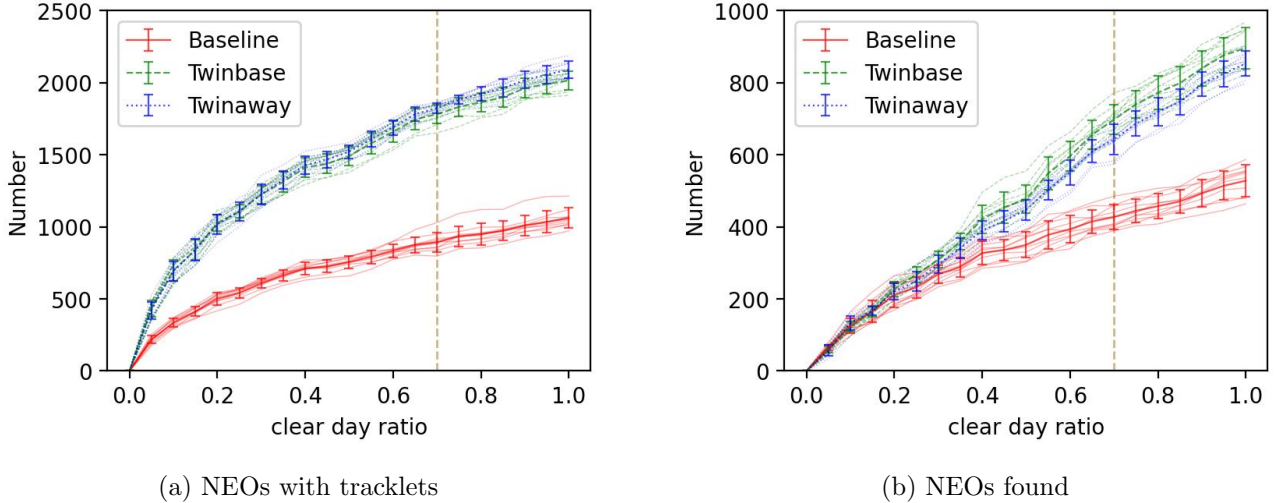 2500
2000
1500
1000
500
0
Number
Baseline
Twinbase
Twinaway
0.0 0.2 0.4 0.6 0.8 1.0
clear day ratio
(a) NEOs with tracklets
1000
800
600
400
200
0
Number
Baseline
Twinbase
Twinaway
0.0 0.2 0.4 0.6 0.8 1.0
clear day ratio
(b) NEOs found